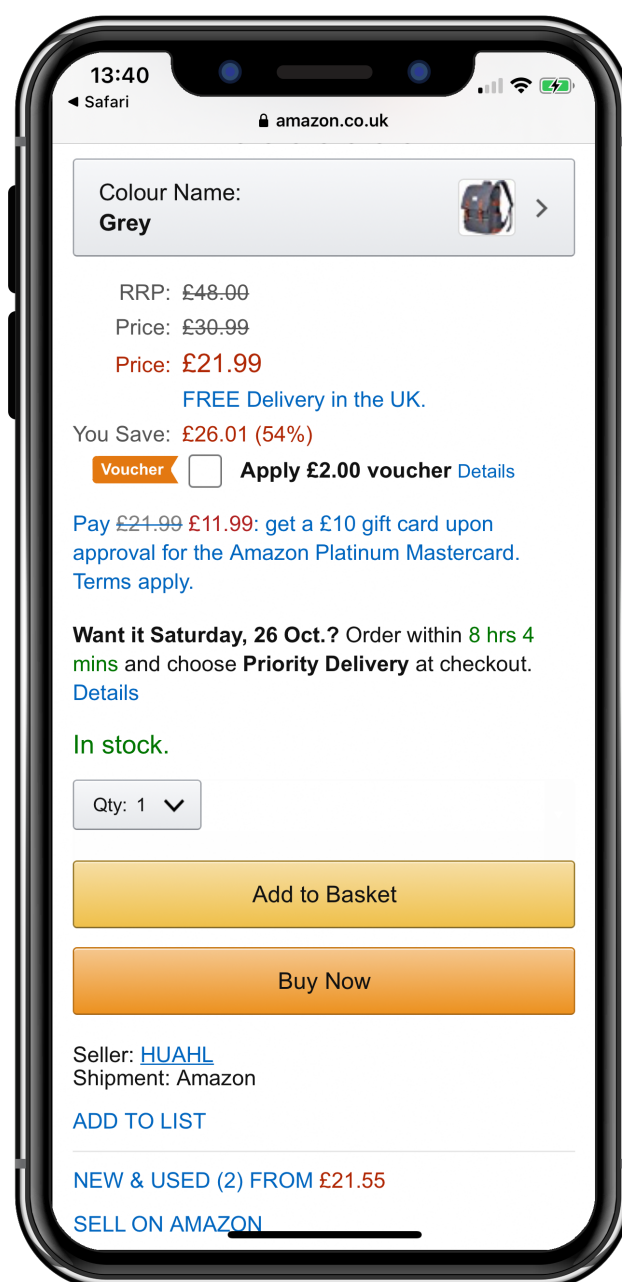 13:40
◀ Safari
amazon.co.uk
Colour Name:
Grey
RRP: £48.00
Price: £30.99
Price: £21.99
FREE Delivery in the UK.
You Save: £26.01 (54%)
Voucher Apply £2.00 voucher Details
Pay £21.99 £11.99: get a £10 gift card upon
approval for the Amazon Platinum Mastercard.
Terms apply.
Want it Saturday, 26 Oct.? Order within 8 hrs 4
mins and choose Priority Delivery at checkout.
Details
In stock.
Qty: 1
Add to Basket
Buy Now
Seller: HUAHL
Shipment: Amazon
ADD TO LIST
NEW & USED (2) FROM £21.55
SELL ON AMAZON